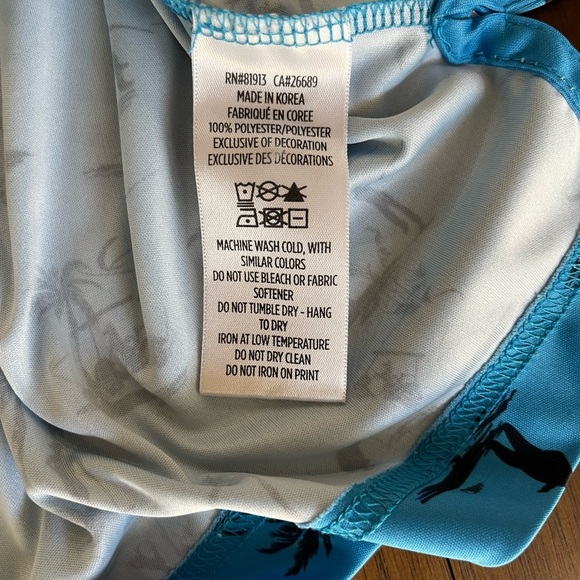 RN#81913 CA#26689
MADE IN KOREA
FABRIQUÉ EN COREE
100% POLYESTER/POLYESTER
EXCLUSIVE OF DECORATION
EXCLUSIVE DES DÉCORATIONS
MACHINE WASH COLD, WITH
SIMILAR COLORS
DO NOT USE BLEACH OR FABRIC
SOFTENER
DO NOT TUMBLE DRY - HANG
TO DRY
IRON AT LOW TEMPERATURE
DO NOT DRY CLEAN
DO NOT IRON ON PRINT